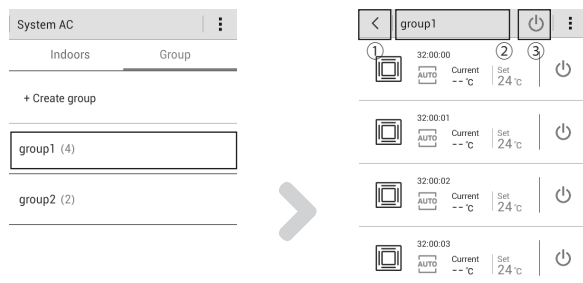 System AC
Indoors Group
+ Create group
group1 (4)
group2 (2)
group1
① ② ③
32:00:00
AUTO Current Set
-- °C 24 °C
32:00:01
AUTO Current Set
-- °C 24 °C
32:00:02
AUTO Current Set
-- °C 24 °C
32:00:03
AUTO Current Set
-- °C 24 °C